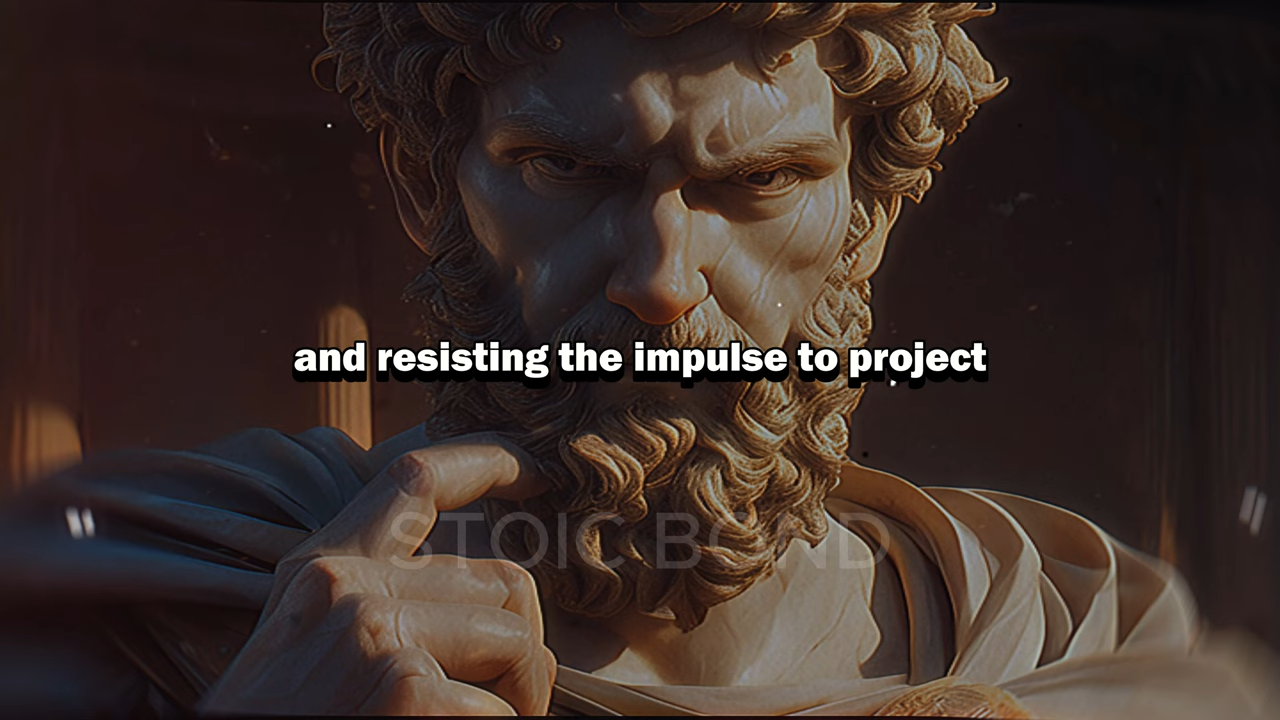 and resisting the impulse to project
STOIC BOND